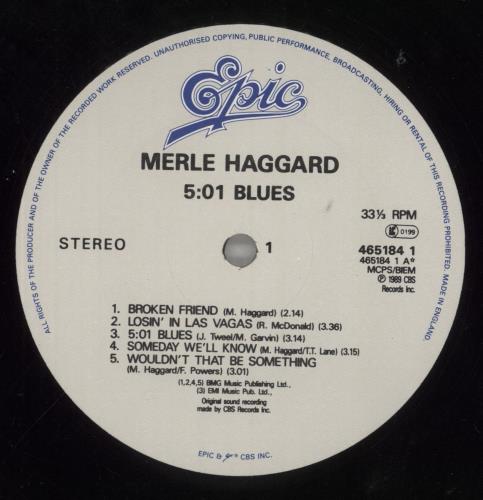 ALL RIGHTS OF THE PRODUCER AND OF THE OWNER OF THE RECORDED WORK RESERVED. UNAUTHORISED COPYING, PUBLIC PERFORMANCE, BROADCASTING, HIRING OR RENTAL OF THIS RECORDING PROHIBITED. MADE IN ENGLAND.
Epic
MERLE HAGGARD
5:01 BLUES
33⅓ RPM
0199
STEREO
1
465184 1
465184 1 A*
MCPS/BIEM
℗ 1989 CBS
Records Inc.
1. BROKEN FRIEND (M. Haggard) (2.14)
2. LOSIN' IN LAS VAGAS (R. McDonald) (3.36)
3. 5:01 BLUES (J. Tweel/M. Garvin) (3.14)
4. SOMEDAY WE'LL KNOW (M. Haggard/T.T. Lane) (3.15)
5. WOULDN'T THAT BE SOMETHING
(M. Haggard/F. Powers) (3.01)
(1,2,4,5) BMG Music Publishing Ltd.,
(3) EMI Music Pub. Ltd.,
Original sound recording
made by CBS Records Inc.
EPIC & ® CBS INC.